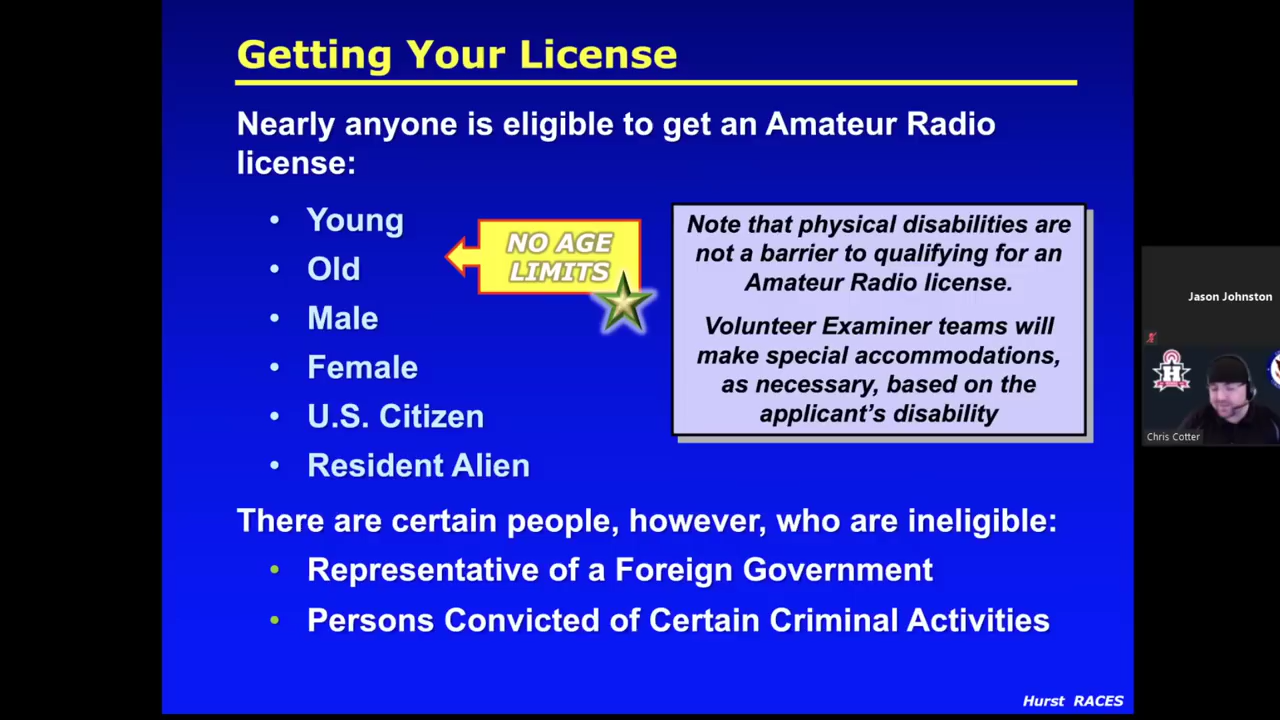 Getting Your License
Nearly anyone is eligible to get an Amateur Radio
license:
• Young
• Old
• Male
• Female
• U.S. Citizen
• Resident Alien
NO AGE
LIMITS
Note that physical disabilities are
not a barrier to qualifying for an
Amateur Radio license.
Volunteer Examiner teams will
make special accommodations,
as necessary, based on the
applicant's disability
There are certain people, however, who are ineligible:
• Representative of a Foreign Government
• Persons Convicted of Certain Criminal Activities
Hurst RACES
Jason Johnston
H
Chris Cotter